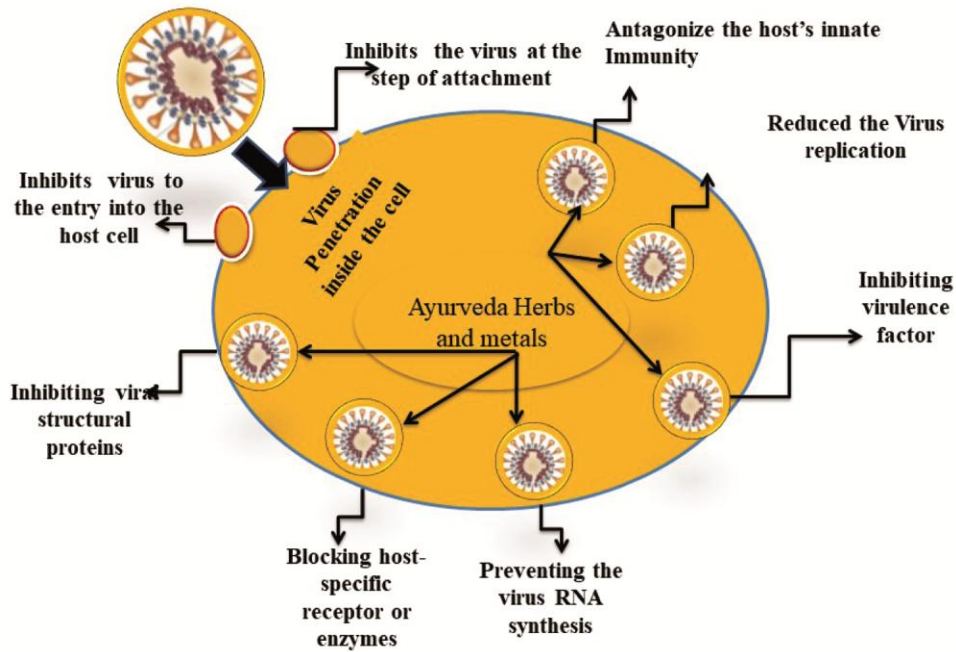 Inhibits the virus at the
step of attachment
Antagonize the host's innate
Immunity
Reduced the Virus
replication
Inhibits virus to
the entry into the
host cell
Virus
Penetration
inside the cell
Ayurveda Herbs
and metals
Inhibiting
virulence
factor
Inhibiting vira
structural
proteins
Blocking host-
specific
receptor or
enzymes
Preventing the
virus RNA
synthesis